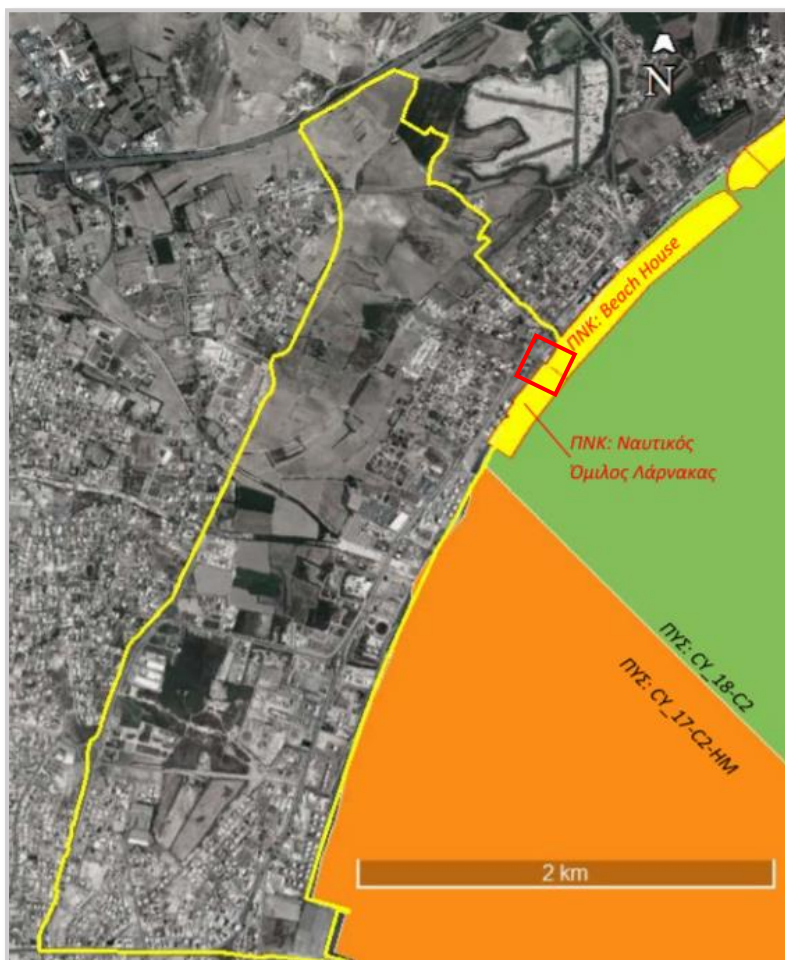 N
ΠΝΚ: Beach House
ΠΝΚ: Ναυτικός
Όμιλος Λάρνακας
ΠΥΣ: CY_18-C2
ΠΥΣ: CY_17-C2-HM
2 km